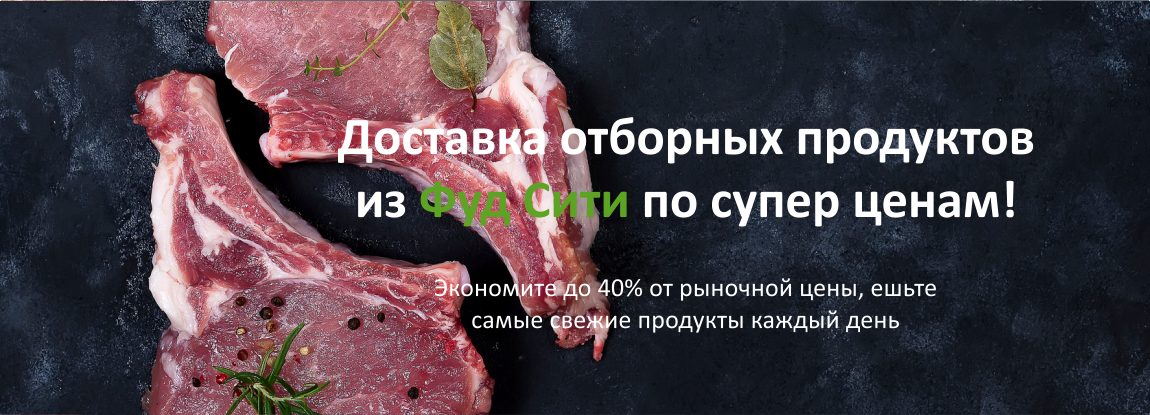 Доставка отборных продуктов
из Фуд Сити по супер ценам!
Экономите до 40% от рыночной цены, ешьте
самые свежие продукты каждый день